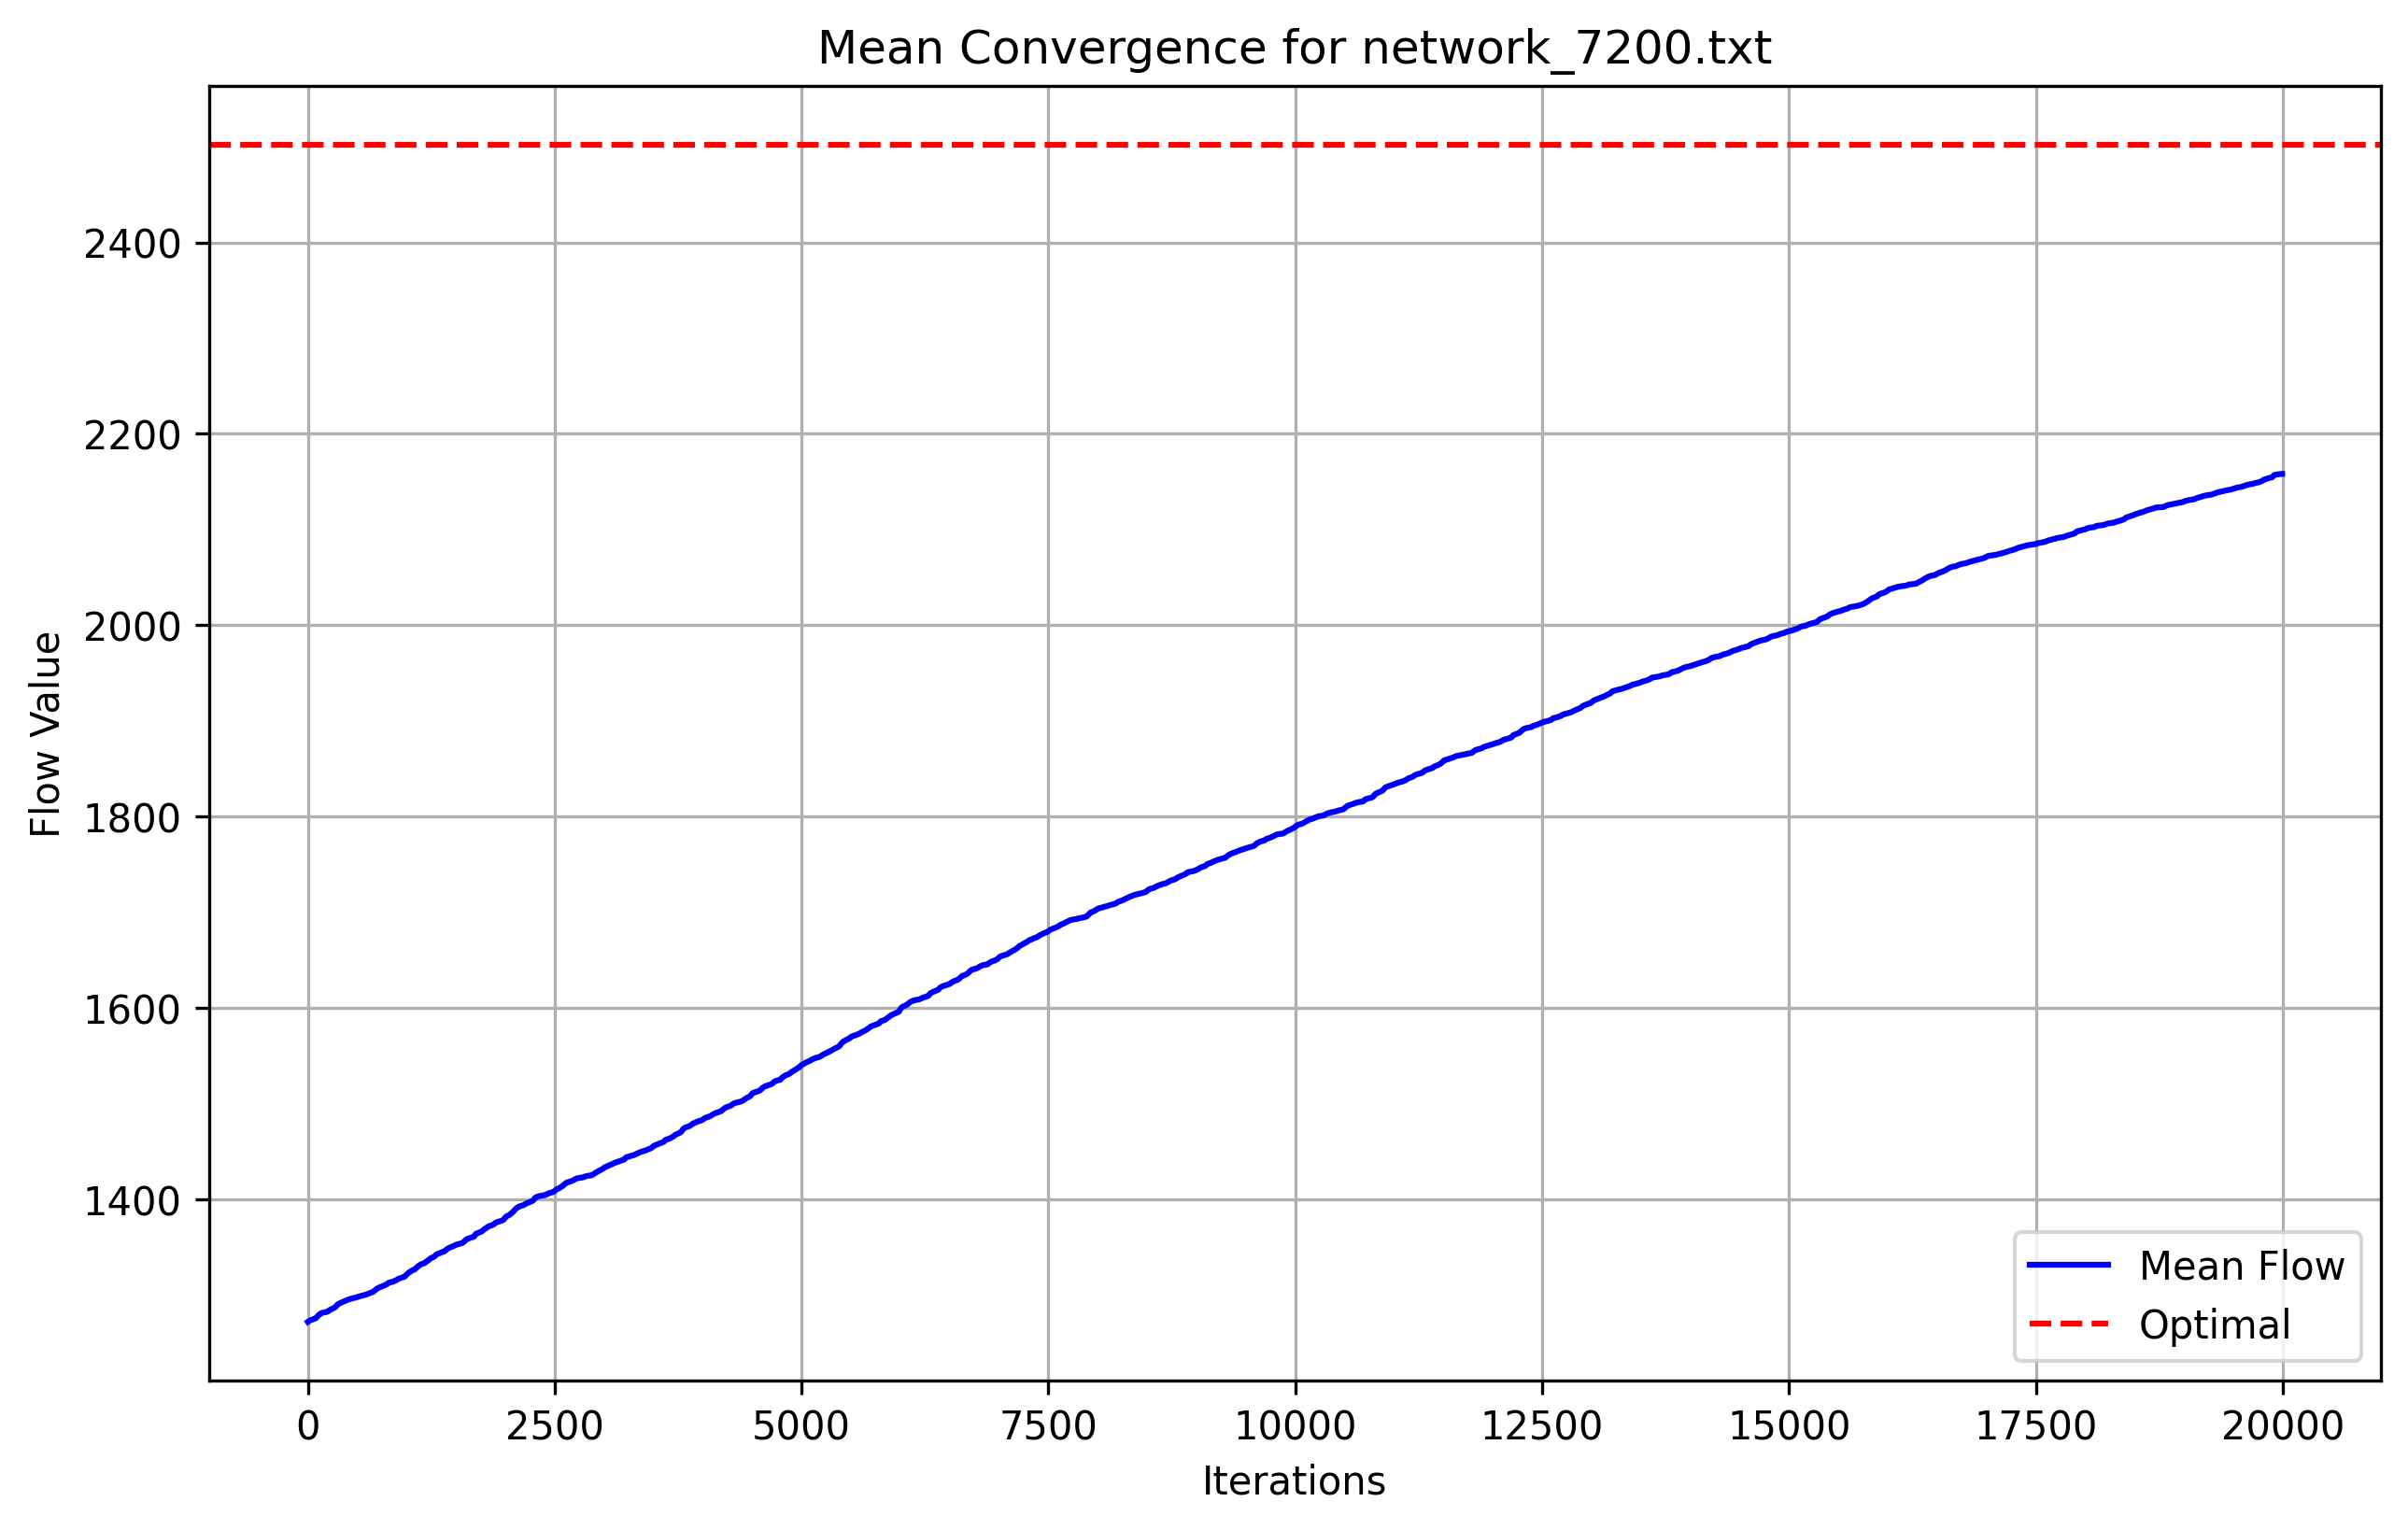 Mean Convergence for network_7200.txt
Flow Value
2400
2200
2000
1800
1600
1400
Mean Flow
Optimal
0 2500 5000 7500 10000 12500 15000 17500 20000
Iterations